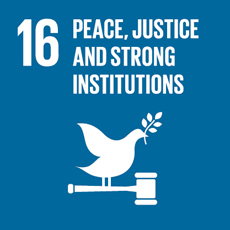 16 PEACE, JUSTICE
AND STRONG
INSTITUTIONS